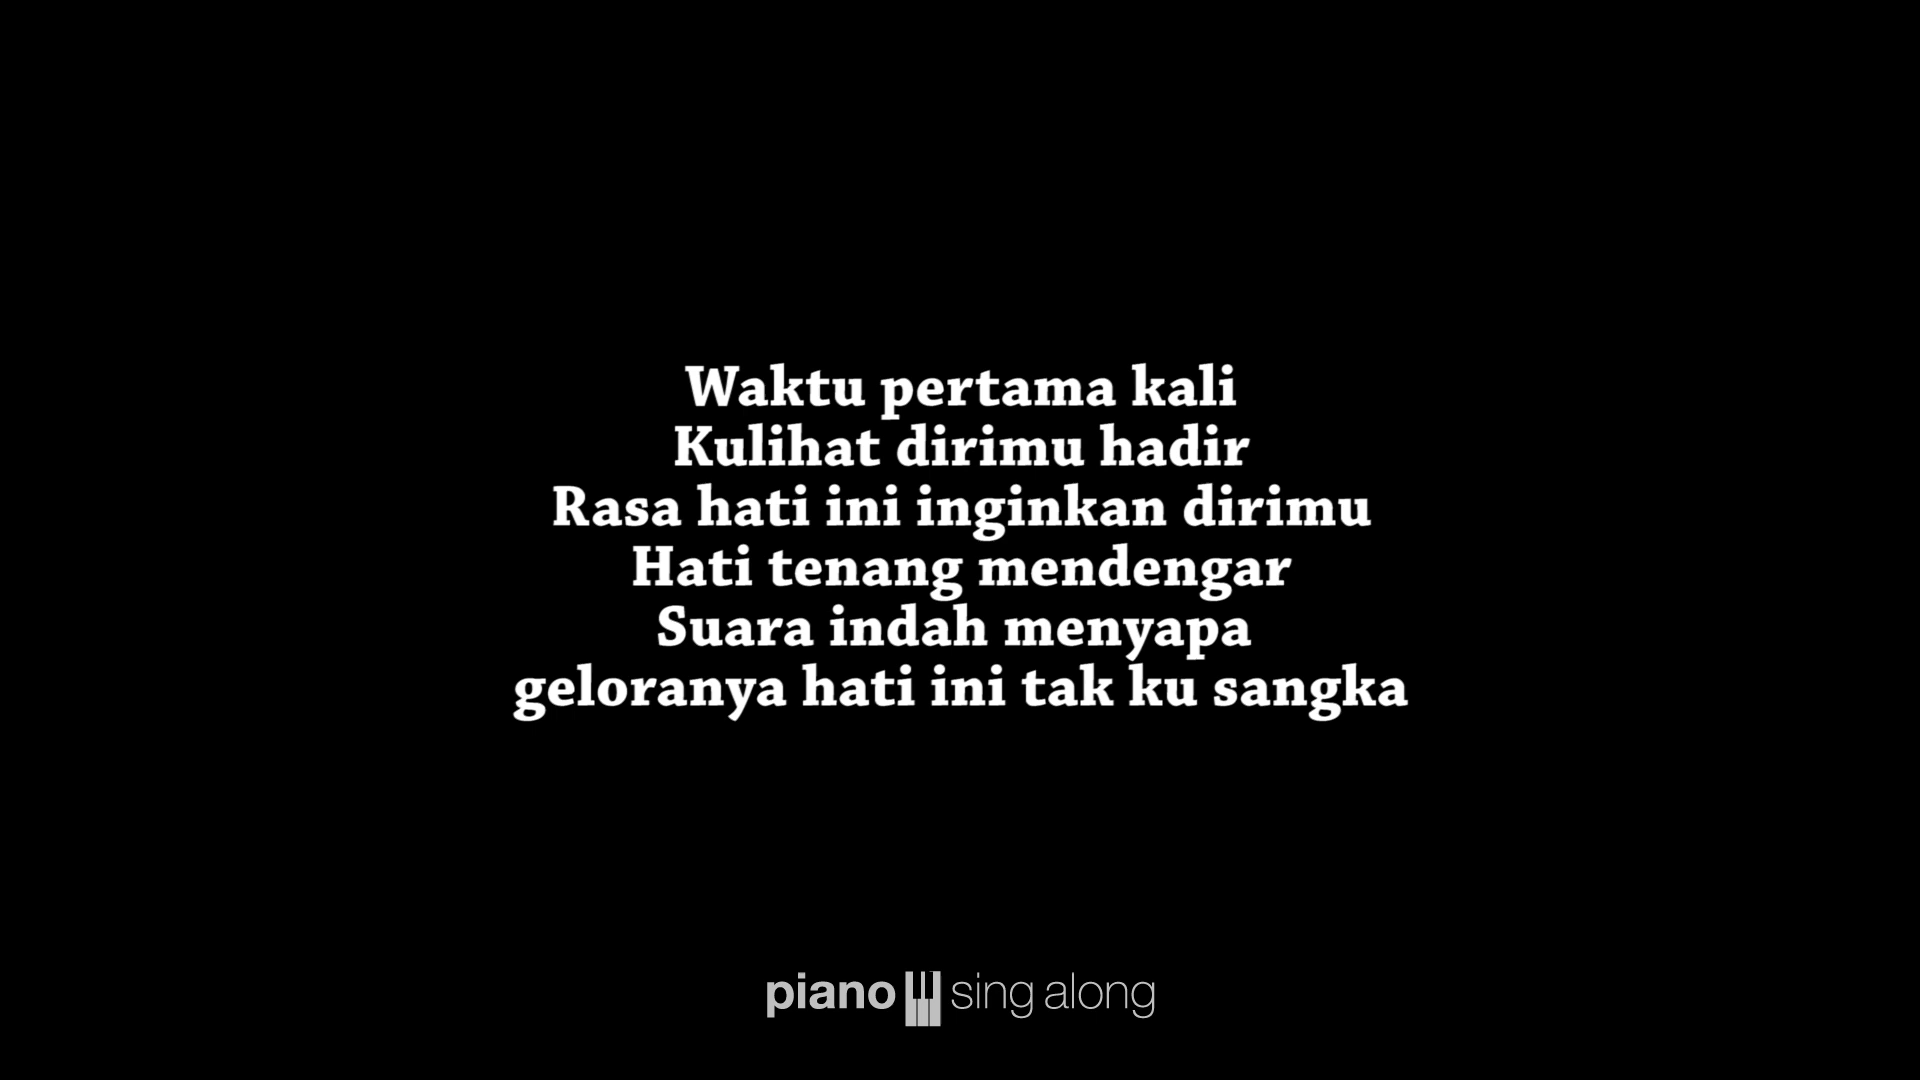 Waktu pertama kali
Kulihat dirimu hadir
Rasa hati ini inginkan dirimu
Hati tenang mendengar
Suara indah menyapa
geloranya hati ini tak ku sangka
piano sing along